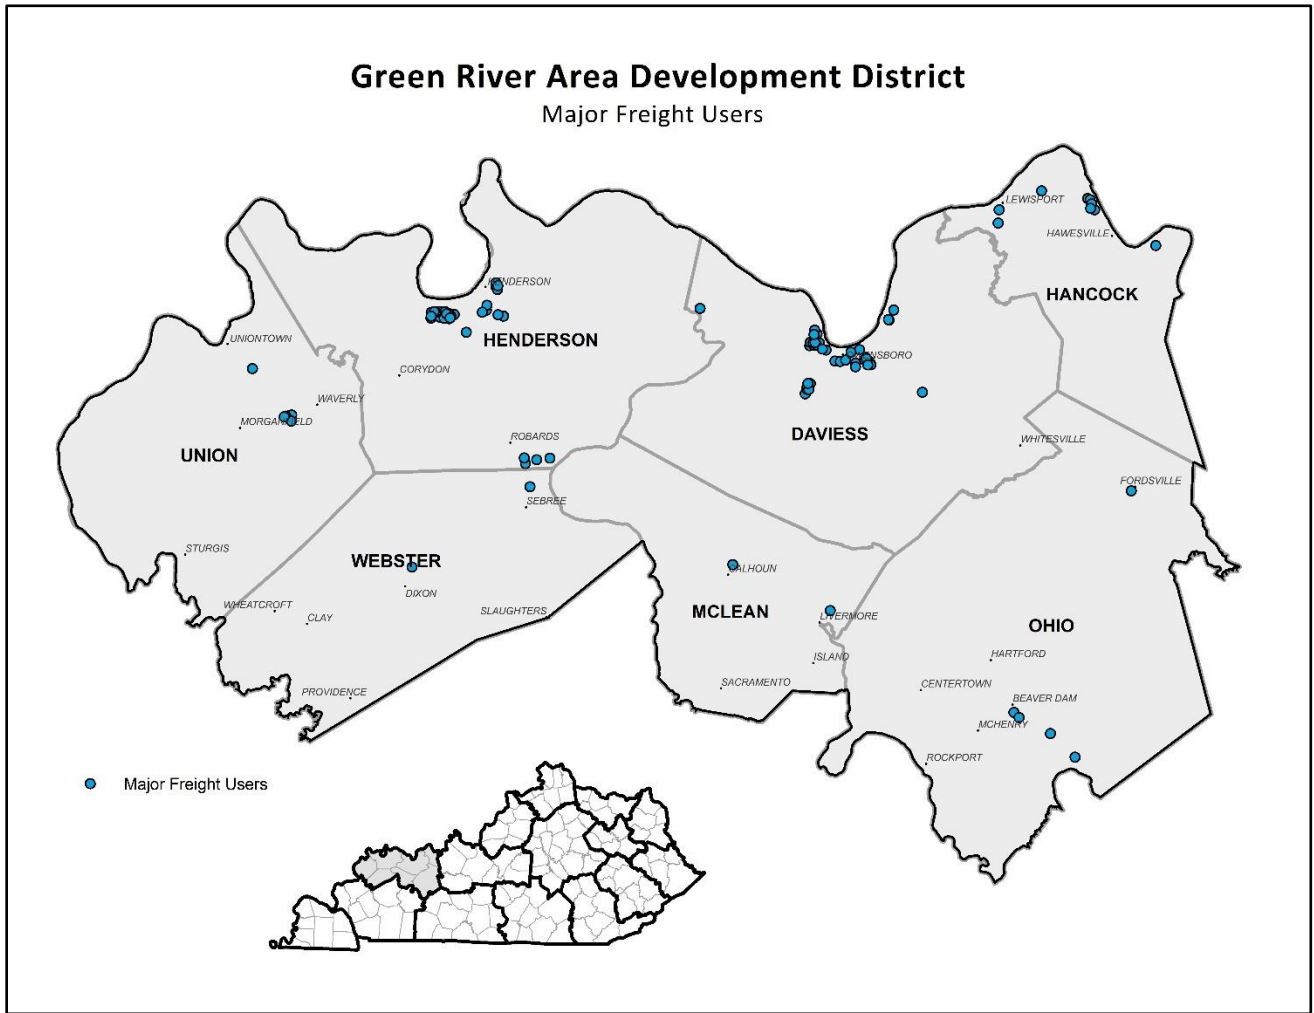 Green River Area Development District
Major Freight Users
LEWISPORT
HAWESVILLE
HANCOCK
HENDERSON
HENDERSON
UNIONTOWN
CORYDON
WAVERLY
MORGANFIELD
UNION
ENSBORO
DAVIESS
WHITESVILLE
ROBARDS
SEBREE
FORDSVILLE
STURGIS
WEBSTER
DIXON
WHEATCROFT
CLAY
SLAUGHTERS
PROVIDENCE
CALHOUN
MCLEAN
LIVERMORE
ISLAND
SACRAMENTO
OHIO
HARTFORD
CENTERTOWN
BEAVER DAM
MCHENRY
ROCKPORT
Major Freight Users